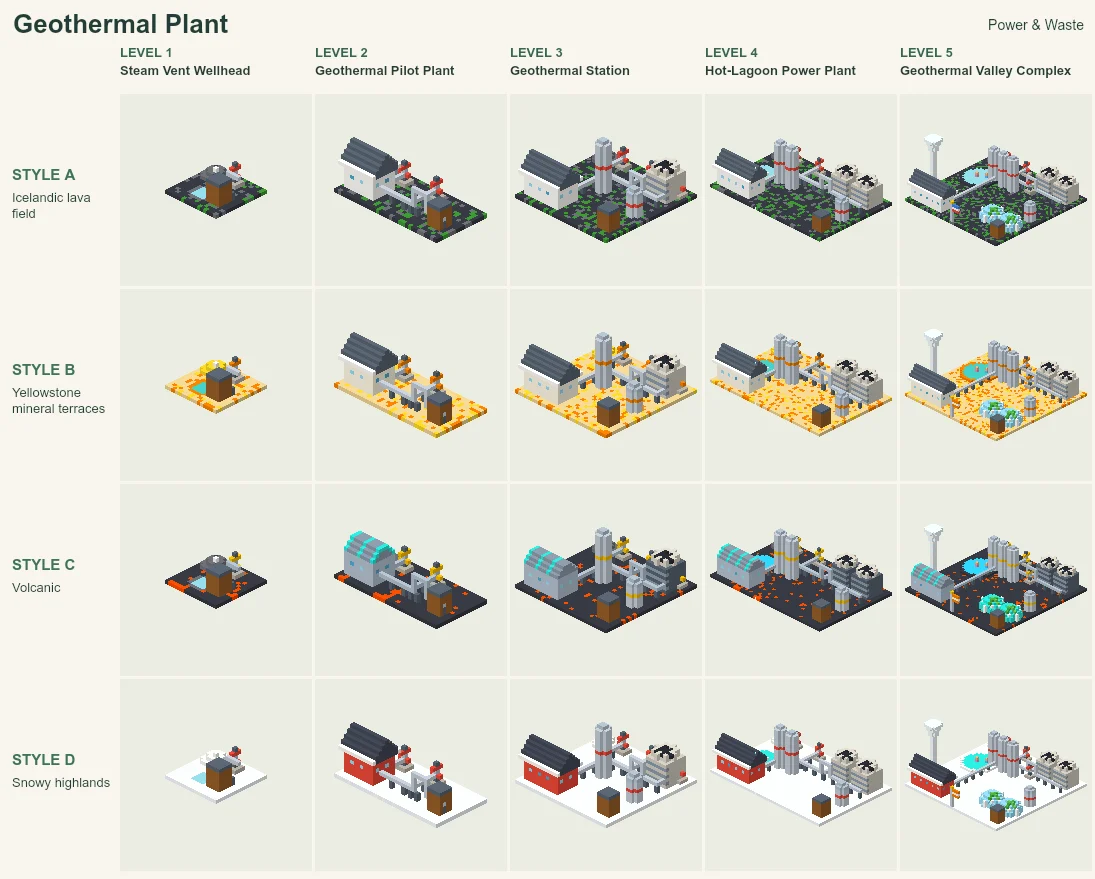 Geothermal Plant
Power & Waste
LEVEL 1
Steam Vent Wellhead
LEVEL 2
Geothermal Pilot Plant
LEVEL 3
Geothermal Station
LEVEL 4
Hot-Lagoon Power Plant
LEVEL 5
Geothermal Valley Complex
STYLE A
Icelandic lava
field
STYLE B
Yellowstone
mineral terraces
STYLE C
Volcanic
STYLE D
Snowy highlands